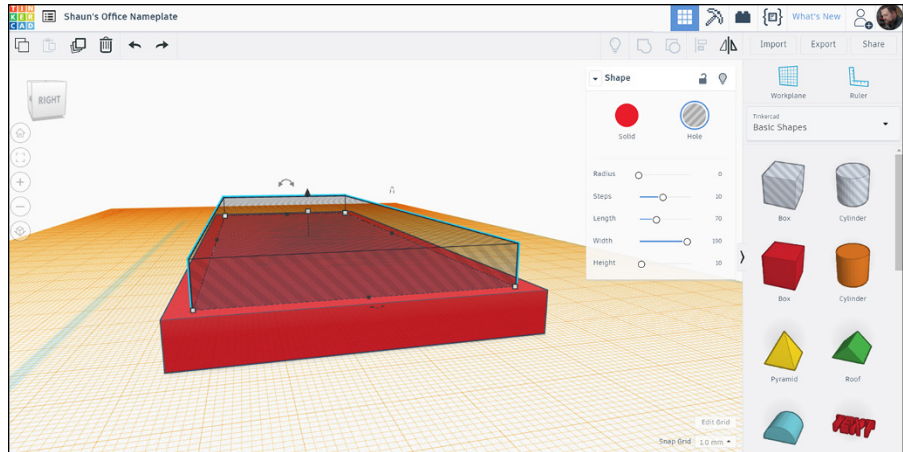 TIN
KER
CAD
Shaun's Office Nameplate
What's New
Import
Export
Share
RIGHT
Shape
Solid
Hole
Radius 0
Steps 10
Length 70
Width 190
Height 10
Workplane
Ruler
Tinkercad
Basic Shapes
Box
Cylinder
Box
Cylinder
Pyramid
Roof
TEXT
Edit Grid
Snap Grid 1.0 mm